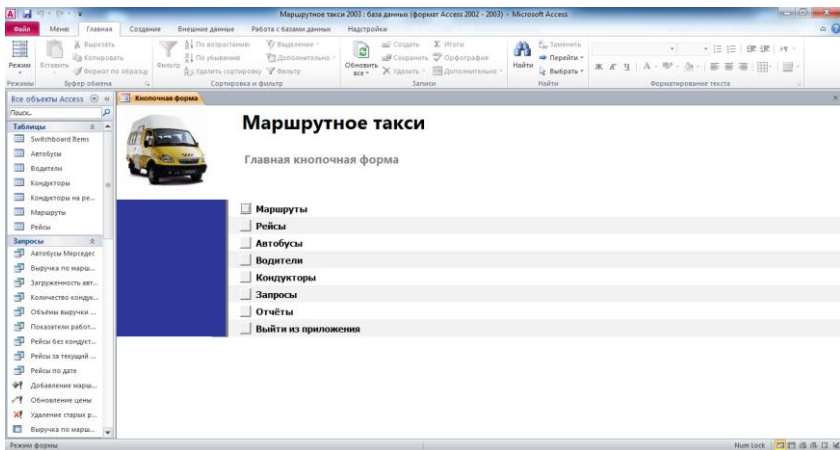 Маршрутное такси 2003 : база данных (формат Access 2002 - 2003) - Microsoft Access
Файл Меню Главная Создание Внешние данные Работа с базами данных Надстройки
Режим
Вставить
Вырезать
Копировать
Формат по образцу
Фильтр
По возрастанию
По убыванию
Удалить сортировку
Выделение
Дополнительно
Фильтр
Обновить все
Создать
Сохранить
Удалить
Итоги
Орфография
Дополнительно
Найти
Заменить
Перейти
Выбрать
Ж К Ч
Режимы Буфер обмена Сортировка и фильтр Записи Найти Форматирование текста
Все объекты Access
Поиск...
Таблицы
Switchboard Items
Автобусы
Водители
Кондукторы
Кондукторы на ре...
Маршруты
Рейсы
Запросы
Автобусы Мерседес
Выручка по марш...
Загруженность авт...
Количество кондук...
Объёмы выручки ...
Показатели работ...
Рейсы без кондукт...
Рейсы за текущий ...
Рейсы по дате
Добавление марш...
Обновление цены
Удаление старых р...
Выручка по марш...
Кнопочная форма
Маршрутное такси
Главная кнопочная форма
Маршруты
Рейсы
Автобусы
Водители
Кондукторы
Запросы
Отчёты
Выйти из приложения
Режим формы Num Lock